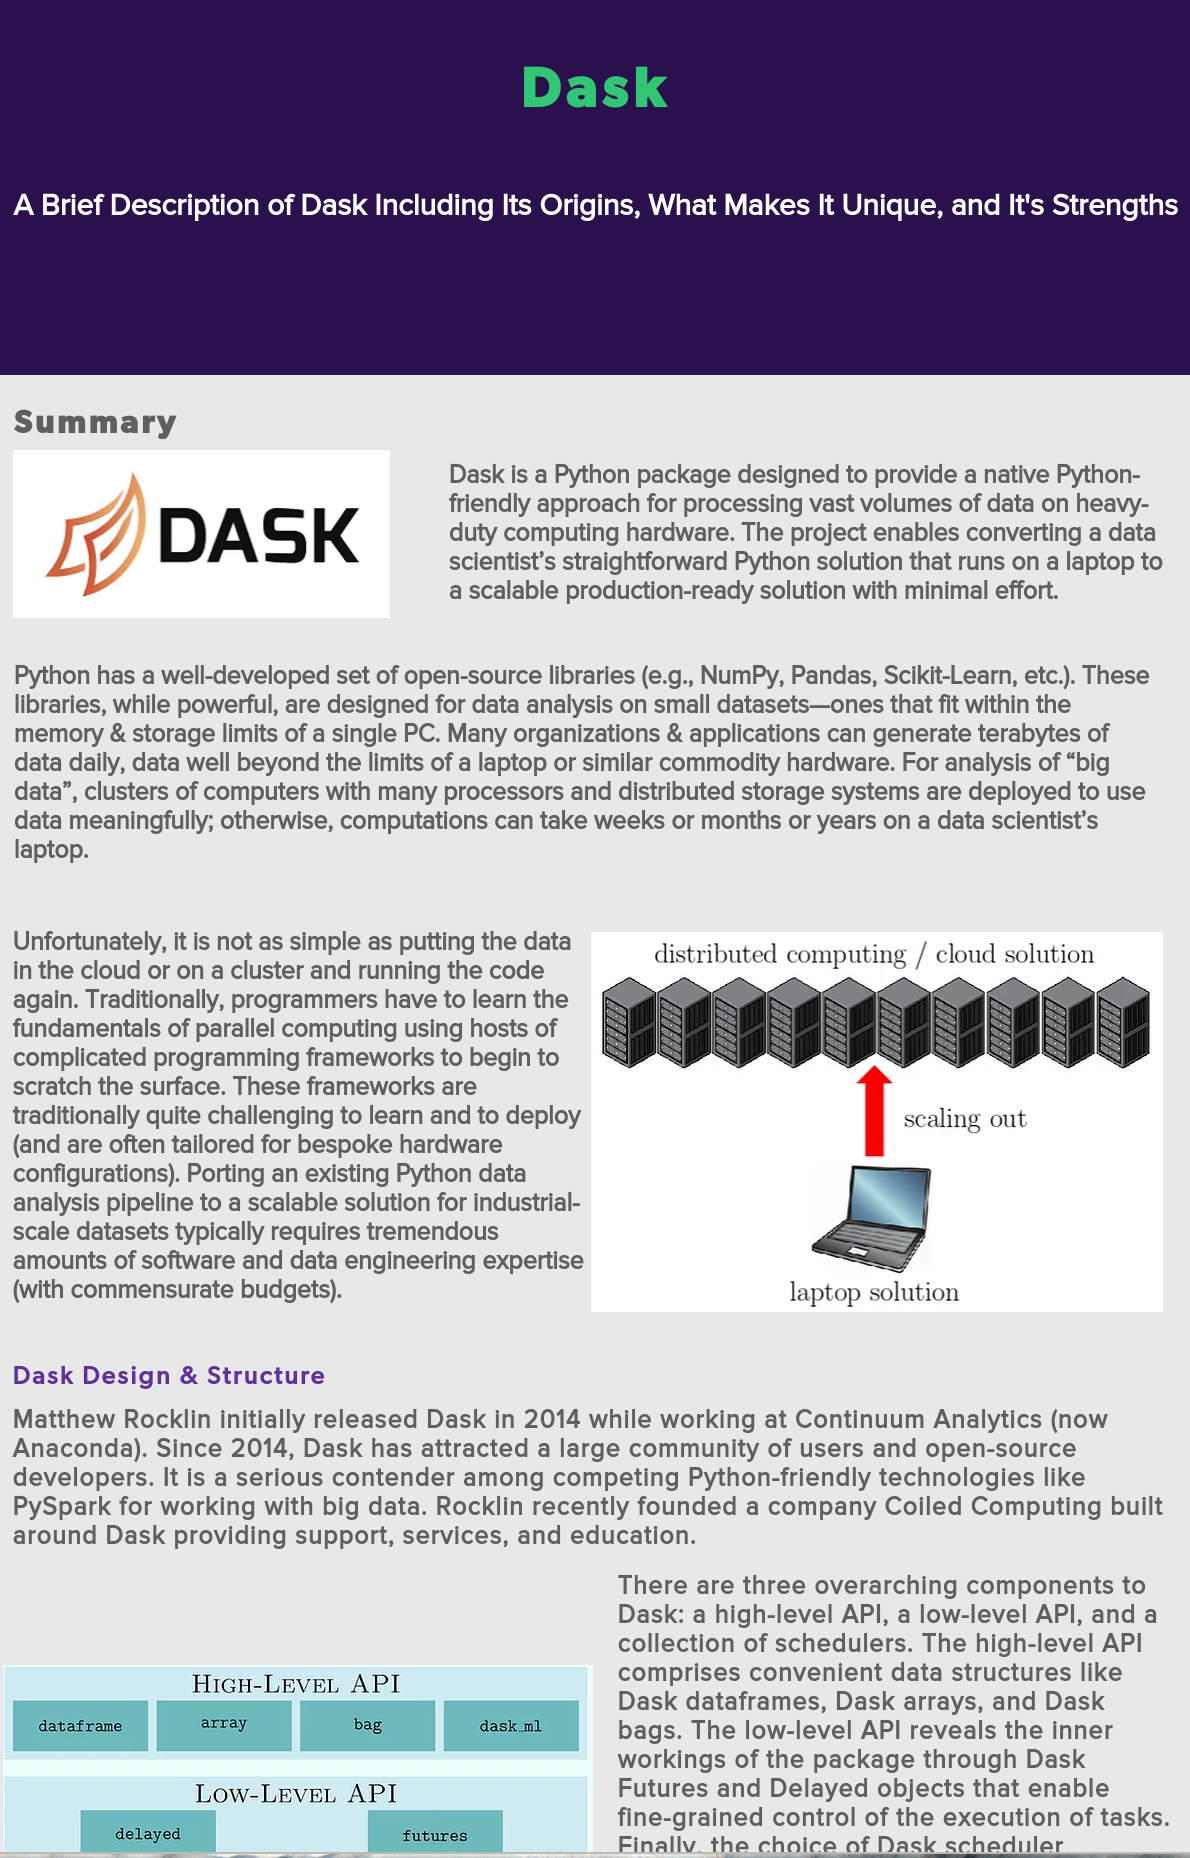 Dask
A Brief Description of Dask Including Its Origins, What Makes It Unique, and It's Strengths
Summary
DASK
Dask is a Python package designed to provide a native Python-
friendly approach for processing vast volumes of data on heavy-
duty computing hardware. The project enables converting a data
scientist’s straightforward Python solution that runs on a laptop to
a scalable production-ready solution with minimal effort.
Python has a well-developed set of open-source libraries (e.g., NumPy, Pandas, Scikit-Learn, etc.). These
libraries, while powerful, are designed for data analysis on small datasets—ones that fit within the
memory & storage limits of a single PC. Many organizations & applications can generate terabytes of
data daily, data well beyond the limits of a laptop or similar commodity hardware. For analysis of “big
data”, clusters of computers with many processors and distributed storage systems are deployed to use
data meaningfully; otherwise, computations can take weeks or months or years on a data scientist’s
laptop.
Unfortunately, it is not as simple as putting the data
in the cloud or on a cluster and running the code
again. Traditionally, programmers have to learn the
fundamentals of parallel computing using hosts of
complicated programming frameworks to begin to
scratch the surface. These frameworks are
traditionally quite challenging to learn and to deploy
(and are often tailored for bespoke hardware
configurations). Porting an existing Python data
analysis pipeline to a scalable solution for industrial-
scale datasets typically requires tremendous
amounts of software and data engineering expertise
(with commensurate budgets).
distributed computing / cloud solution
scaling out
laptop solution
Dask Design & Structure
Matthew Rocklin initially released Dask in 2014 while working at Continuum Analytics (now
Anaconda). Since 2014, Dask has attracted a large community of users and open-source
developers. It is a serious contender among competing Python-friendly technologies like
PySpark for working with big data. Rocklin recently founded a company Coiled Computing built
around Dask providing support, services, and education.
High-Level API
dataframe
array
bag
dask_ml
Low-Level API
delayed
futures
There are three overarching components to
Dask: a high-level API, a low-level API, and a
collection of schedulers. The high-level API
comprises convenient data structures like
Dask dataframes, Dask arrays, and Dask
bags. The low-level API reveals the inner
workings of the package through Dask
Futures and Delayed objects that enable
fine-grained control of the execution of tasks.
Finally, the choice of Dask scheduler